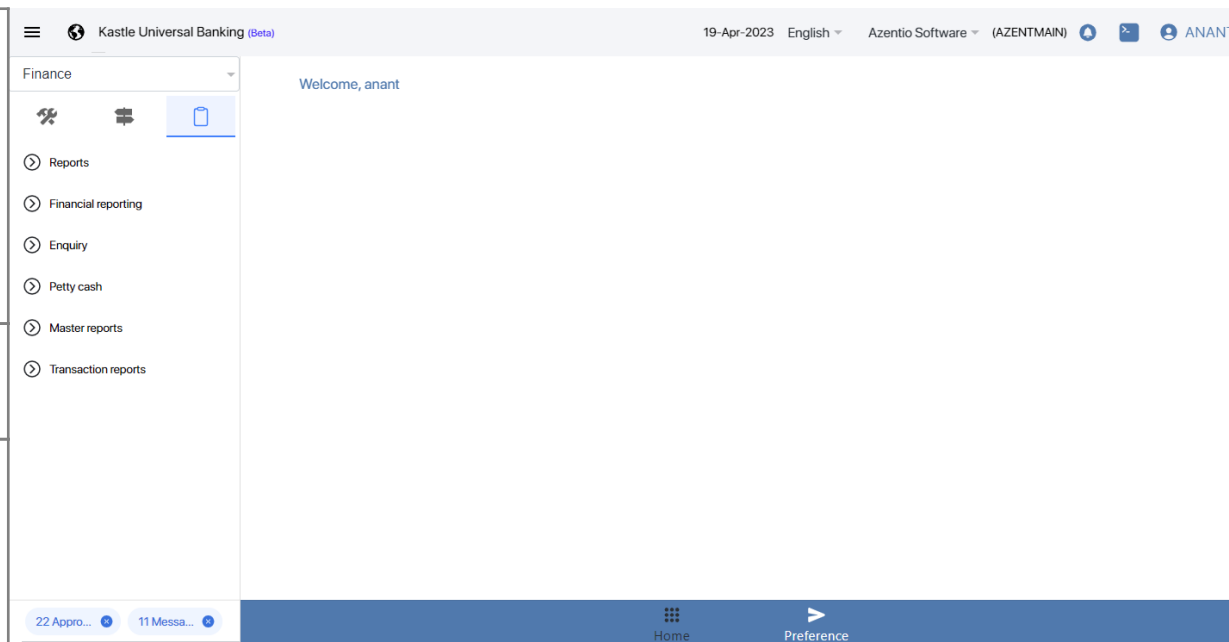 Kastle Universal Banking (Beta)
19-Apr-2023 English Azentio Software (AZENTMAIN) ANANT
Finance
Welcome, anant
Reports
Financial reporting
Enquiry
Petty cash
Master reports
Transaction reports
22 Appro... 11 Messa...
Home Preference